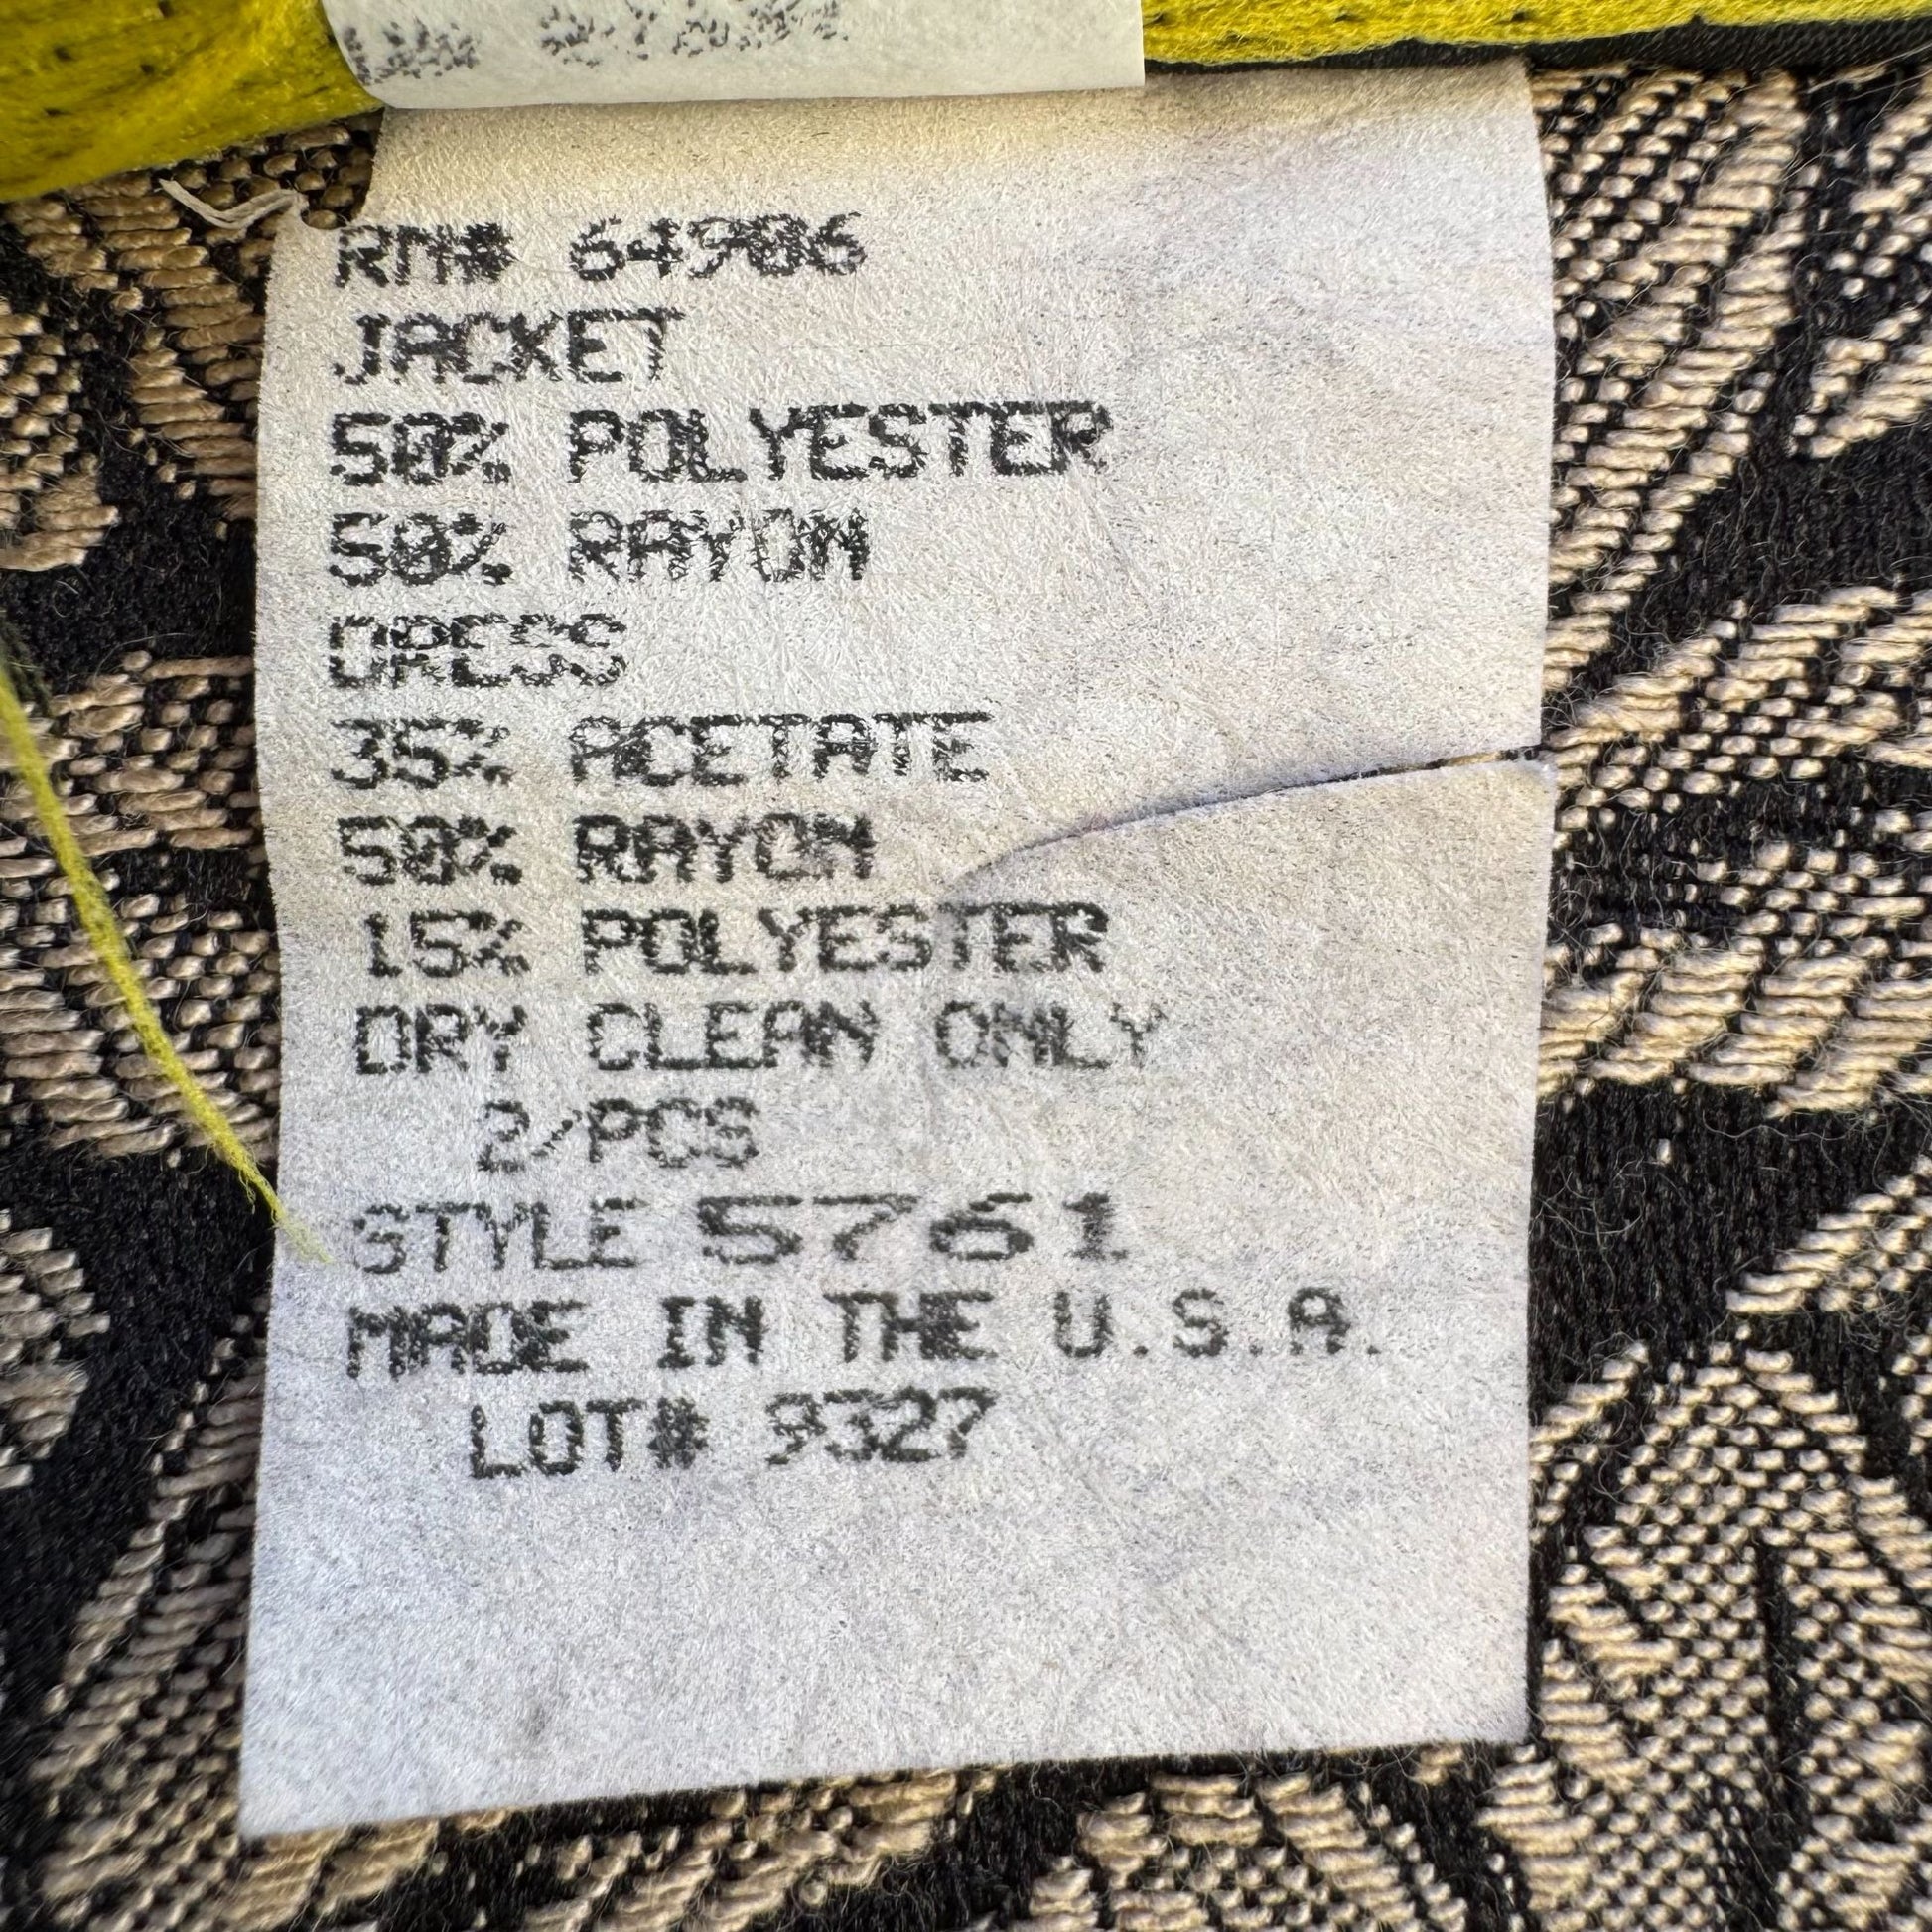 RN# 64906
JACKET
50% POLYESTER
50% RAYON
DRESS
35% ACETATE
50% RAYON
15% POLYESTER
DRY CLEAN ONLY
2/PCS
STYLE 5761
MADE IN THE U.S.A.
LOT# 9327